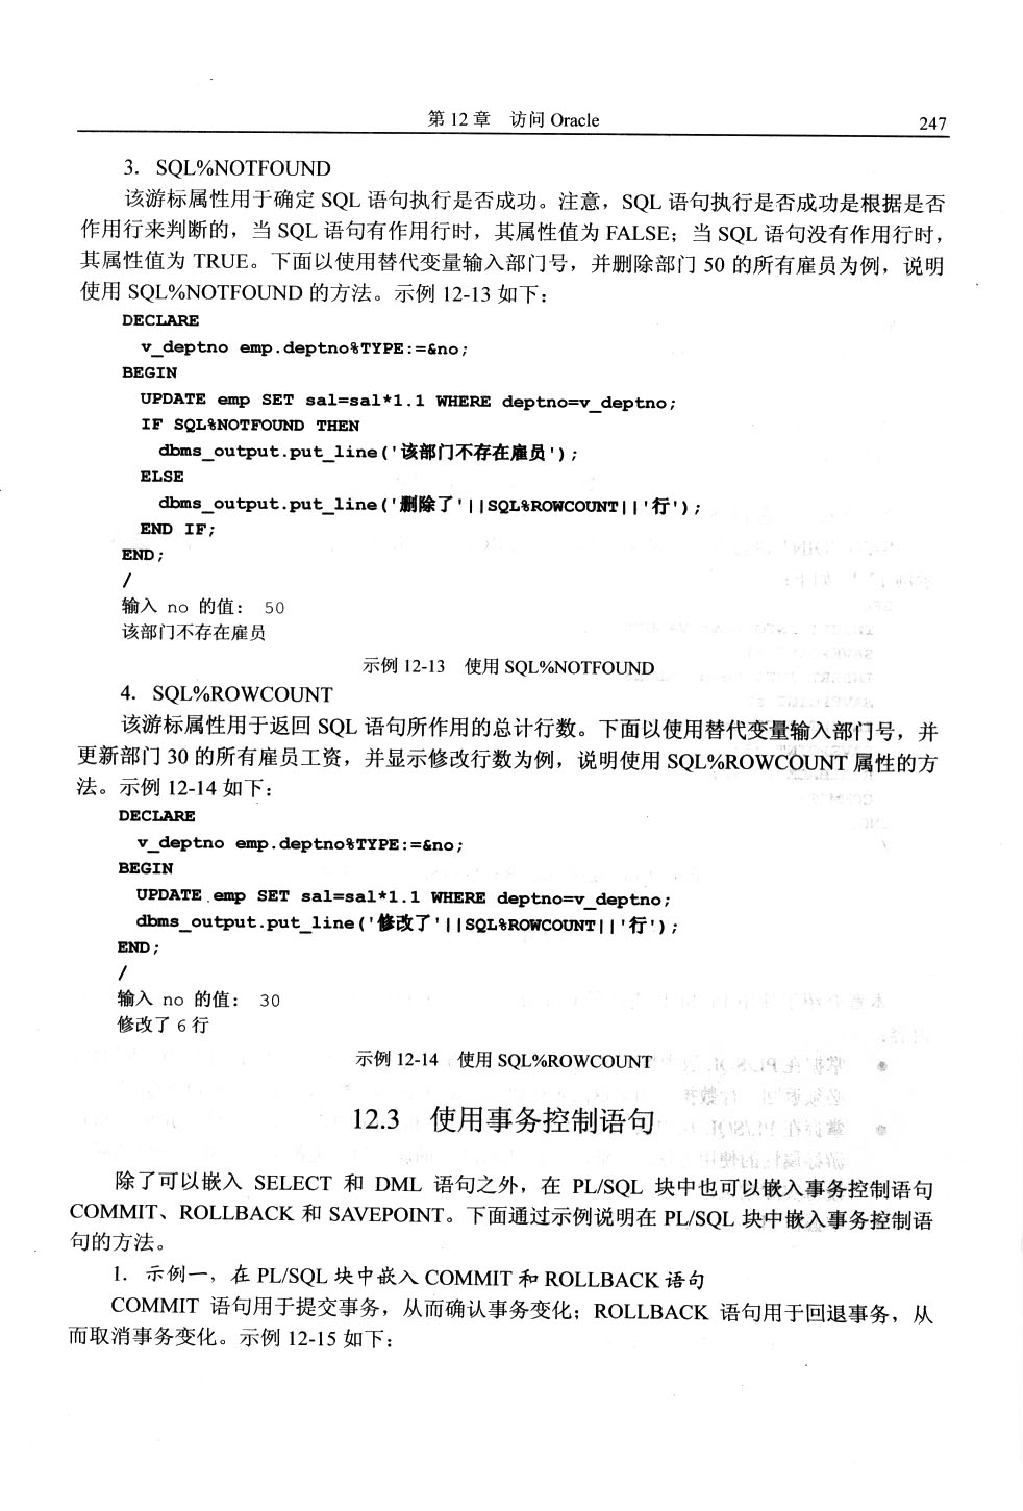 第 12 章　访问 Oracle
247
3．SQL%NOTFOUND
该游标属性用于确定 SQL 语句执行是否成功。注意，SQL 语句执行是否成功是根据是否
作用行来判断的，当 SQL 语句有作用行时，其属性值为 FALSE；当 SQL 语句没有作用行时，
其属性值为 TRUE。下面以使用替代变量输入部门号，并删除部门 50 的所有雇员为例，说明
使用 SQL%NOTFOUND 的方法。示例 12-13 如下：
DECLARE
v_deptno emp.deptno%TYPE:=&no;
BEGIN
UPDATE emp SET sal=sal*1.1 WHERE deptno=v_deptno;
IF SQL%NOTFOUND THEN
dbms_output.put_line('该部门不存在雇员');
ELSE
dbms_output.put_line('删除了'||SQL%ROWCOUNT||'行');
END IF;
END;
/
输入 no 的值： 50
该部门不存在雇员
示例 12-13　使用 SQL%NOTFOUND
4．SQL%ROWCOUNT
该游标属性用于返回 SQL 语句所作用的总计行数。下面以使用替代变量输入部门号，并
更新部门 30 的所有雇员工资，并显示修改行数为例，说明使用 SQL%ROWCOUNT 属性的方
法。示例 12-14 如下：
DECLARE
v_deptno emp.deptno%TYPE:=&no;
BEGIN
UPDATE emp SET sal=sal*1.1 WHERE deptno=v_deptno;
dbms_output.put_line('修改了'||SQL%ROWCOUNT||'行');
END;
/
输入 no 的值： 30
修改了 6 行
示例 12-14　使用 SQL%ROWCOUNT
12.3　使用事务控制语句
除了可以嵌入 SELECT 和 DML 语句之外，在 PL/SQL 块中也可以嵌入事务控制语句
COMMIT、ROLLBACK 和 SAVEPOINT。下面通过示例说明在 PL/SQL 块中嵌入事务控制语
句的方法。
1. 示例一，在 PL/SQL 块中嵌入 COMMIT 和 ROLLBACK 语句
COMMIT 语句用于提交事务，从而确认事务变化；ROLLBACK 语句用于回退事务，从
而取消事务变化。示例 12-15 如下：